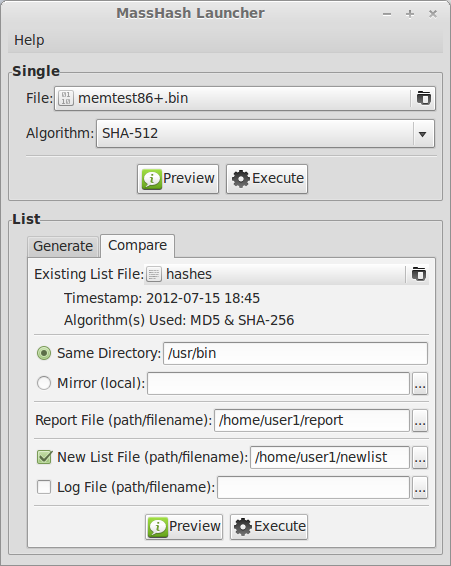 MassHash Launcher
Help
Single
File: memtest86+.bin
Algorithm: SHA-512
Preview Execute
List
Generate Compare
Existing List File: hashes
Timestamp: 2012-07-15 18:45
Algorithm(s) Used: MD5 & SHA-256
Same Directory: /usr/bin
Mirror (local): ...
Report File (path/filename): /home/user1/report ...
New List File (path/filename): /home/user1/newlist ...
Log File (path/filename): ...
Preview Execute